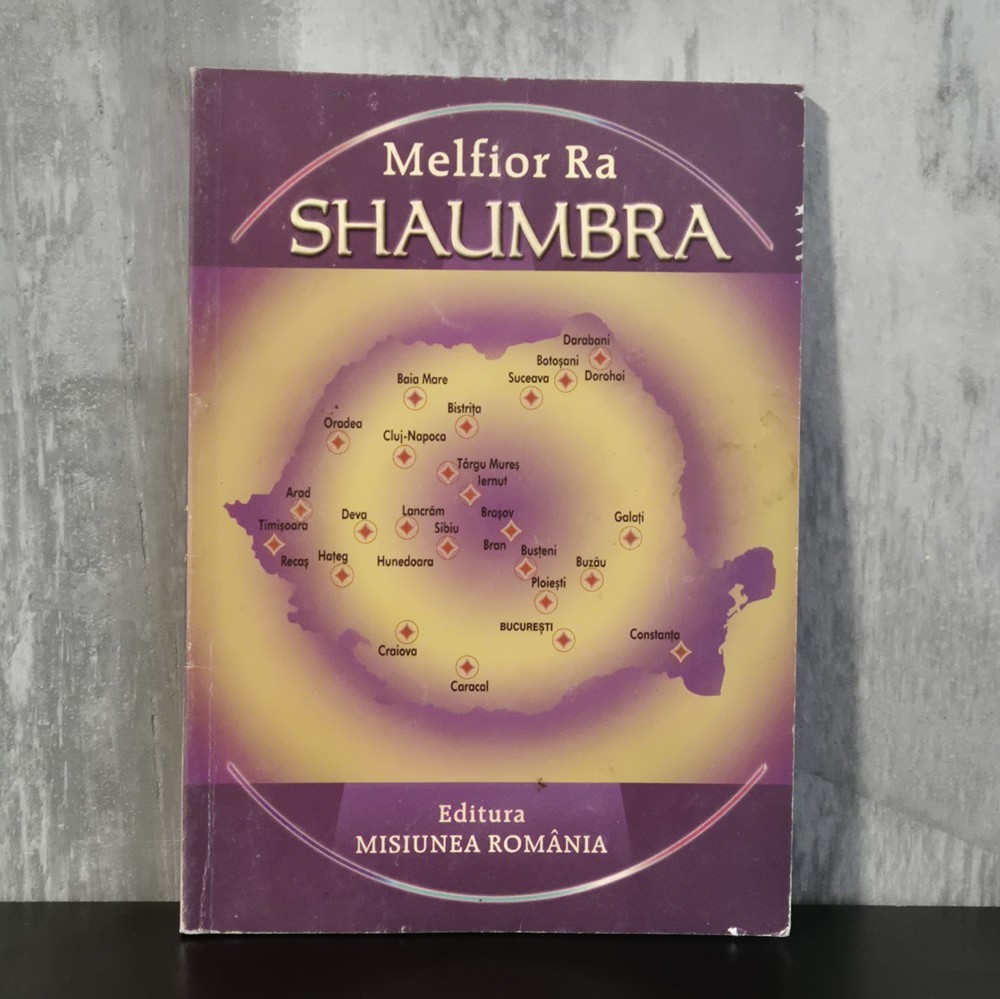 Melfior Ra
SHAUMBRA
Darabani
Botoșani
Dorohoi
Suceava
Baia Mare
Bistrița
Oradea
Cluj-Napoca
Târgu Mureș
Iernut
Arad
Timișoara
Recaș
Deva
Lancrăm
Sibiu
Brașov
Galați
Hațeg
Hunedoara
Bran
Bușteni
Buzău
Ploiești
BUCUREȘTI
Constanța
Craiova
Caracal
Editura
MISIUNEA ROMÂNIA